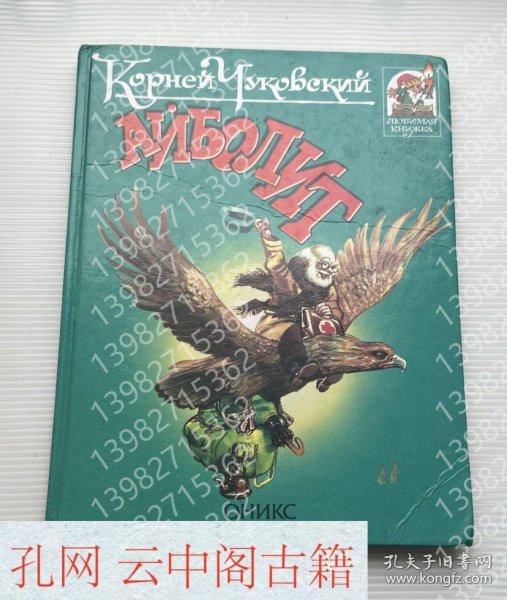 Корней Чуковский
АЙБОЛИТ
ЛЮБИМАЯ
КНИЖКА
ОНИКС
13982715362
孔网 云中阁古籍
孔夫子旧书网
www.kongfz.com